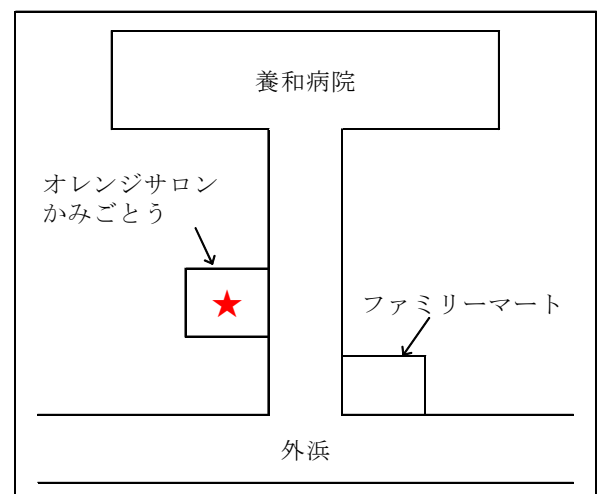 養和病院
オレンジサロン
かみごとう
ファミリーマート
外浜